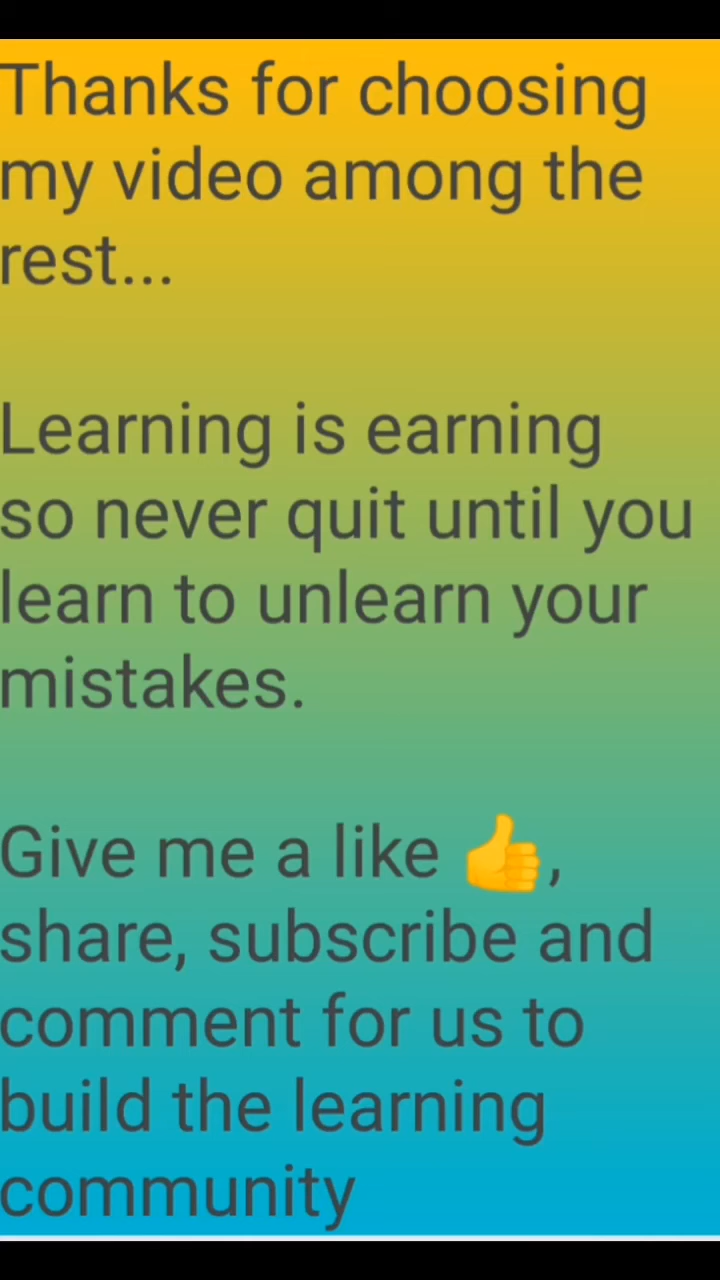 Thanks for choosing
my video among the
rest...
Learning is earning
so never quit until you
learn to unlearn your
mistakes.
Give me a like 👍,
share, subscribe and
comment for us to
build the learning
community